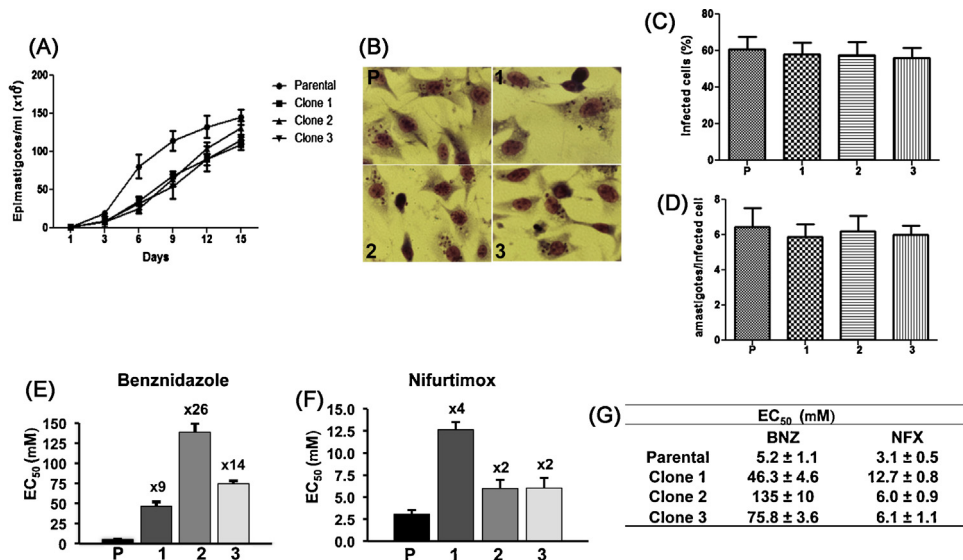 (A)
Epimastigotes/ml (x10⁶)
200
150
100
50
0
1 3 6 9 12 15
Days
Parental
Clone 1
Clone 2
Clone 3
(B)
P
1
2
3
(C)
Infected cells (%)
80
60
40
20
0
P 1 2 3
(D)
amastigotes/Infected cell
8
6
4
2
0
P 1 2 3
(E)
Benznidazole
EC50 (mM)
150
125
100
75
50
25
0
x9
x26
x14
P 1 2 3
(F)
Nifurtimox
EC50 (mM)
15.0
12.5
10.0
7.5
5.0
2.5
0.0
x4
x2
x2
P 1 2 3
(G)
EC50 (mM)
BNZ NFX
Parental 5.2 ± 1.1 3.1 ± 0.5
Clone 1 46.3 ± 4.6 12.7 ± 0.8
Clone 2 135 ± 10 6.0 ± 0.9
Clone 3 75.8 ± 3.6 6.1 ± 1.1